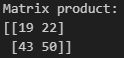 Matrix product:
[[19 22]
 [43 50]]